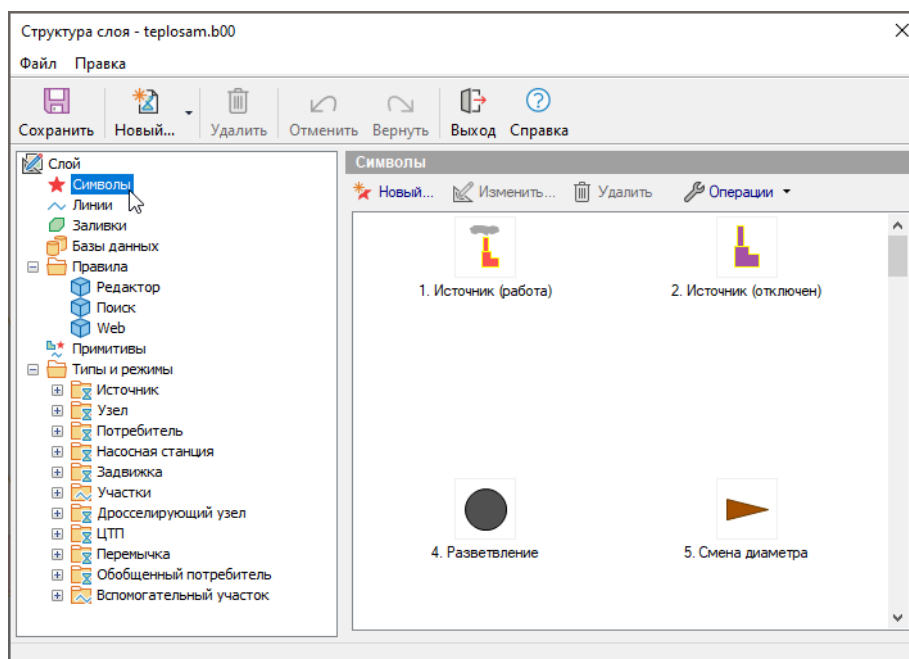 Структура слоя - teplosam.b00
Файл Правка
Сохранить Новый... Удалить Отменить Вернуть Выход Справка
Слой
Символы
Линии
Заливки
Базы данных
Правила
Редактор
Поиск
Web
Примитивы
Типы и режимы
Источник
Узел
Потребитель
Насосная станция
Задвижка
Участки
Дросселирующий узел
ЦТП
Перемычка
Обобщенный потребитель
Вспомогательный участок
Символы
Новый... Изменить... Удалить Операции
1. Источник (работа) 2. Источник (отключен)
4. Разветвление 5. Смена диаметра